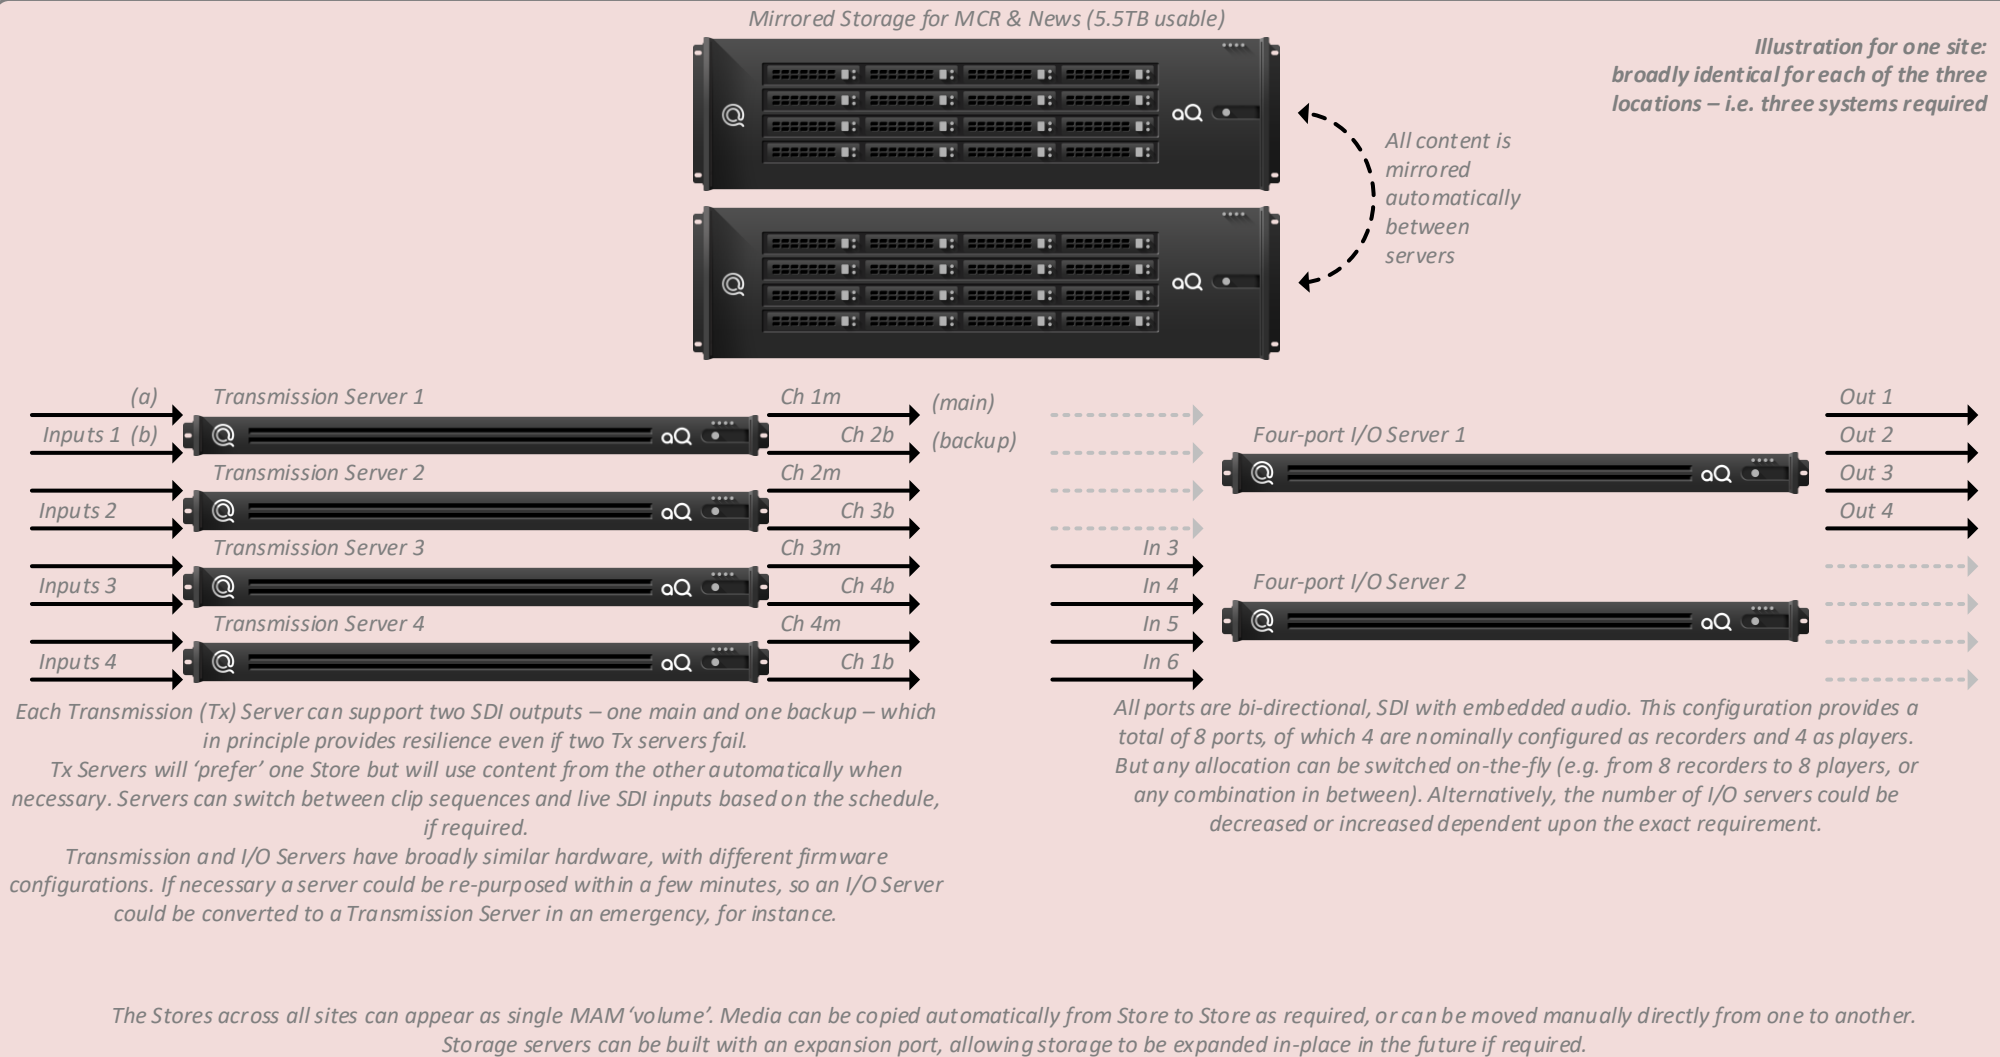 Mirrored Storage for MCR & News (5.5TB usable)
Illustration for one site:
broadly identical for each of the three
locations – i.e. three systems required
aQ
All content is
mirrored
automatically
between
servers
aQ
(a)
Transmission Server 1
Ch 1m
(main)
Inputs 1 (b)
aQ
Ch 2b
(backup)
Transmission Server 2
Ch 2m
Inputs 2
aQ
Ch 3b
Transmission Server 3
Ch 3m
Inputs 3
aQ
Ch 4b
Transmission Server 4
Ch 4m
Inputs 4
aQ
Ch 1b
Four-port I/O Server 1
aQ
Out 1
Out 2
Out 3
Out 4
In 3
In 4
In 5
In 6
Four-port I/O Server 2
aQ
Each Transmission (Tx) Server can support two SDI outputs – one main and one backup – which
in principle provides resilience even if two Tx servers fail.
Tx Servers will ‘prefer’ one Store but will use content from the other automatically when
necessary. Servers can switch between clip sequences and live SDI inputs based on the schedule,
if required.
Transmission and I/O Servers have broadly similar hardware, with different firmware
configurations. If necessary a server could be re-purposed within a few minutes, so an I/O Server
could be converted to a Transmission Server in an emergency, for instance.
All ports are bi-directional, SDI with embedded audio. This configuration provides a
total of 8 ports, of which 4 are nominally configured as recorders and 4 as players.
But any allocation can be switched on-the-fly (e.g. from 8 recorders to 8 players, or
any combination in between). Alternatively, the number of I/O servers could be
decreased or increased dependent upon the exact requirement.
The Stores across all sites can appear as single MAM ‘volume’. Media can be copied automatically from Store to Store as required, or can be moved manually directly from one to another.
Storage servers can be built with an expansion port, allowing storage to be expanded in-place in the future if required.